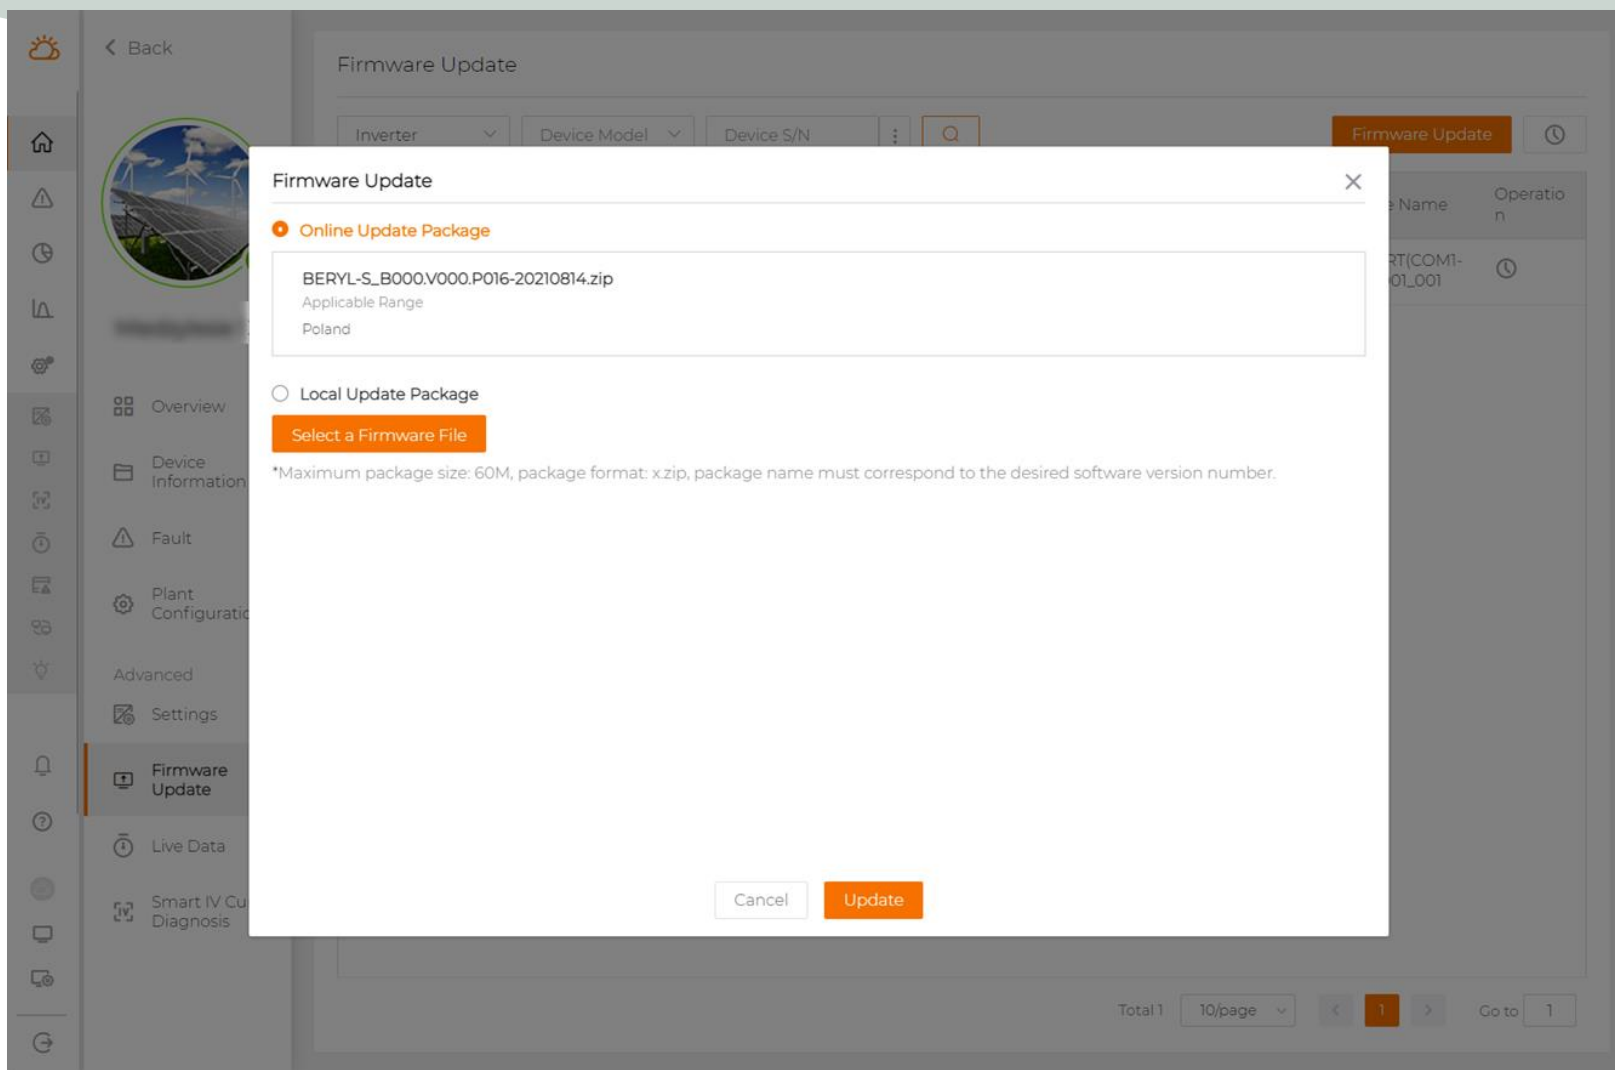 Back
Firmware Update
Inverter
Device Model
Device S/N
Firmware Update
Firmware Update
Name
Operatio
n
Online Update Package
BERYL-S_B000.V000.P016-20210814.zip
Applicable Range
Poland
RT(COM1-
01_001
Local Update Package
Select a Firmware File
*Maximum package size: 60M, package format: x.zip, package name must correspond to the desired software version number.
Overview
Device
Information
Fault
Plant
Configuratio
Advanced
Settings
Firmware
Update
Live Data
Smart IV Cu
Diagnosis
Cancel
Update
Total 1
10/page
1
Go to
1